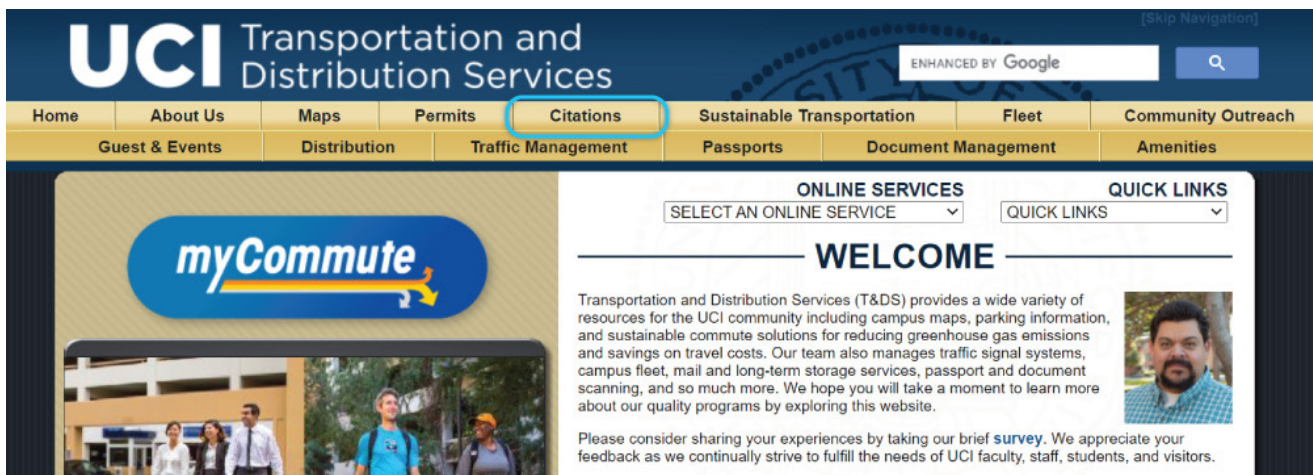 [Skip Navigation]
UCI Transportation and
Distribution Services
ENHANCED BY Google
Home About Us Maps Permits Citations Sustainable Transportation Fleet Community Outreach
Guest & Events Distribution Traffic Management Passports Document Management Amenities
myCommute
ONLINE SERVICES QUICK LINKS
SELECT AN ONLINE SERVICE QUICK LINKS
WELCOME
Transportation and Distribution Services (T&DS) provides a wide variety of
resources for the UCI community including campus maps, parking information,
and sustainable commute solutions for reducing greenhouse gas emissions
and savings on travel costs. Our team also manages traffic signal systems,
campus fleet, mail and long-term storage services, passport and document
scanning, and so much more. We hope you will take a moment to learn more
about our quality programs by exploring this website.
Please consider sharing your experiences by taking our brief survey. We appreciate your
feedback as we continually strive to fulfill the needs of UCI faculty, staff, students, and visitors.